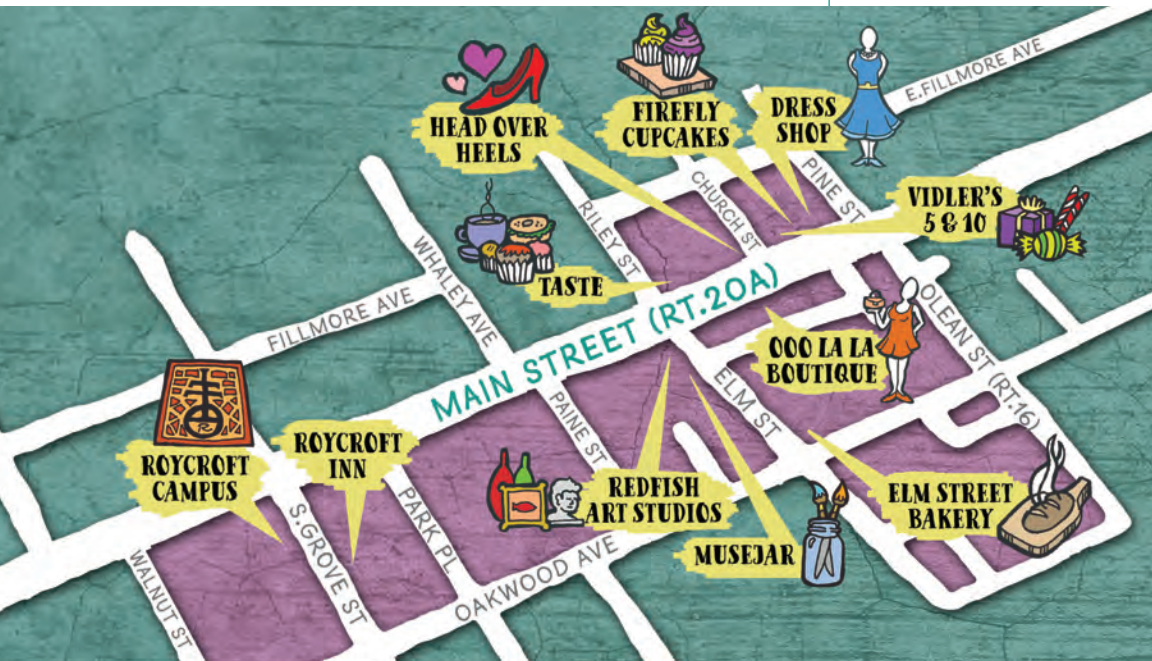 E.FILLMORE AVE
HEAD OVER
HEELS
FIREFLY
CUPCAKES
DRESS
SHOP
VIDLER'S
5 & 10
PINE ST
CHURCH ST
RILEY ST
WHALEY AVE
TASTE
FILLMORE AVE
MAIN STREET (RT.20A)
OLEAN ST (RT.16)
OOO LA LA
BOUTIQUE
ELM ST
PAINE ST
ROYCROFT
CAMPUS
R
ROYCROFT
INN
S.GROVE ST
PARK PL
WALNUT ST
REDFISH
ART STUDIOS
MUSEJAR
ELM STREET
BAKERY
OAKWOOD AVE